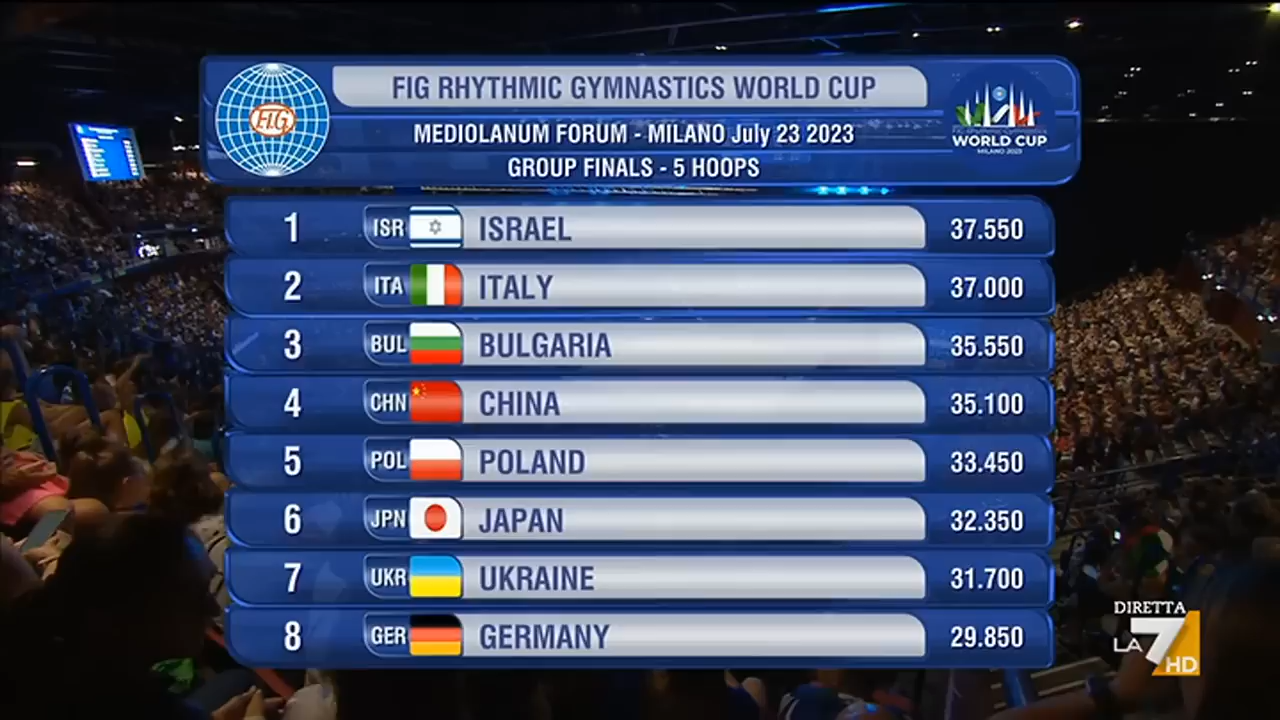 FIG RHYTHMIC GYMNASTICS WORLD CUP
F.I.G.
MEDIOLANUM FORUM - MILANO July 23 2023
GROUP FINALS - 5 HOOPS
FIG RHYTHMIC GYMNASTICS
WORLD CUP
MILANO 2023
1 ISR ISRAEL 37.550
2 ITA ITALY 37.000
3 BUL BULGARIA 35.550
4 CHN CHINA 35.100
5 POL POLAND 33.450
6 JPN JAPAN 32.350
7 UKR UKRAINE 31.700
8 GER GERMANY 29.850
DIRETTA
LA 7 HD